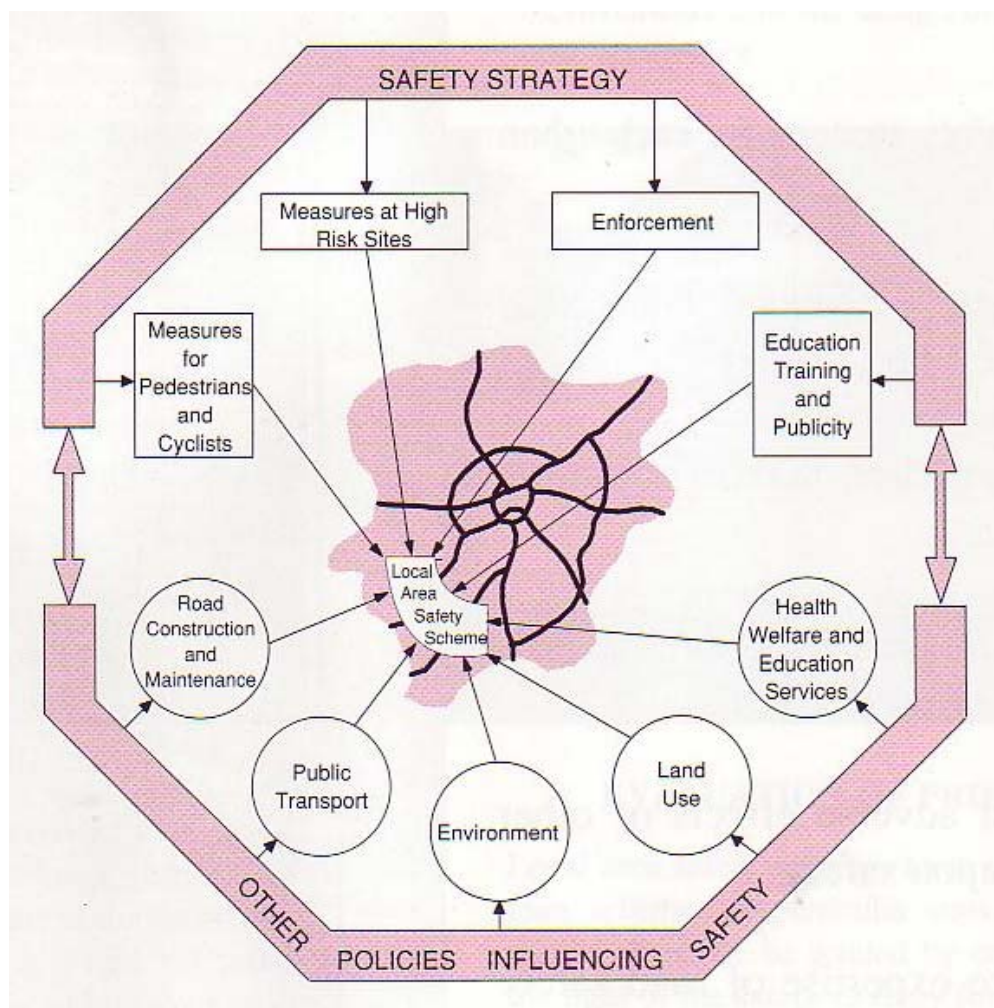 SAFETY STRATEGY
Measures at High
Risk Sites
Enforcement
Measures
for
Pedestrians
and
Cyclists
Education
Training
and
Publicity
Local
Area
Safety
Scheme
Road
Construction
and
Maintenance
Health
Welfare and
Education
Services
Public
Transport
Land
Use
Environment
OTHER POLICIES INFLUENCING SAFETY